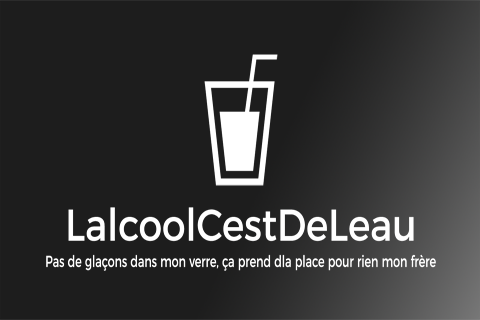 LalcoolCestDeLeau
Pas de glaçons dans mon verre, ça prend dla place pour rien mon frère